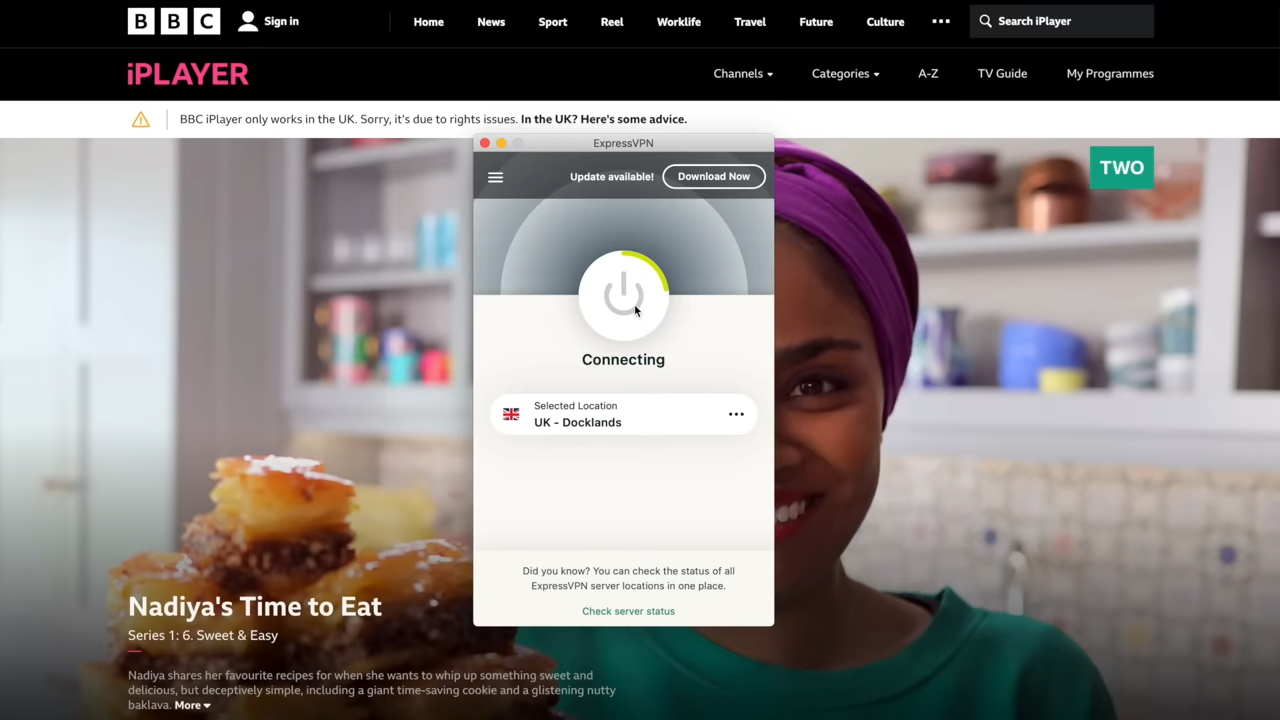 BBC
Sign in
Home
News
Sport
Reel
Worklife
Travel
Future
Culture
Search iPlayer
iPLAYER
Channels
Categories
A-Z
TV Guide
My Programmes
BBC iPlayer only works in the UK. Sorry, it's due to rights issues. In the UK? Here's some advice.
ExpressVPN
Update available!
Download Now
TWO
Connecting
Selected Location
UK - Docklands
Did you know? You can check the status of all
ExpressVPN server locations in one place.
Check server status
Nadiya's Time to Eat
Series 1: 6. Sweet & Easy
Nadiya shares her favourite recipes for when she wants to whip up something sweet and
delicious, but deceptively simple, including a giant time-saving cookie and a glistening nutty
baklava. More